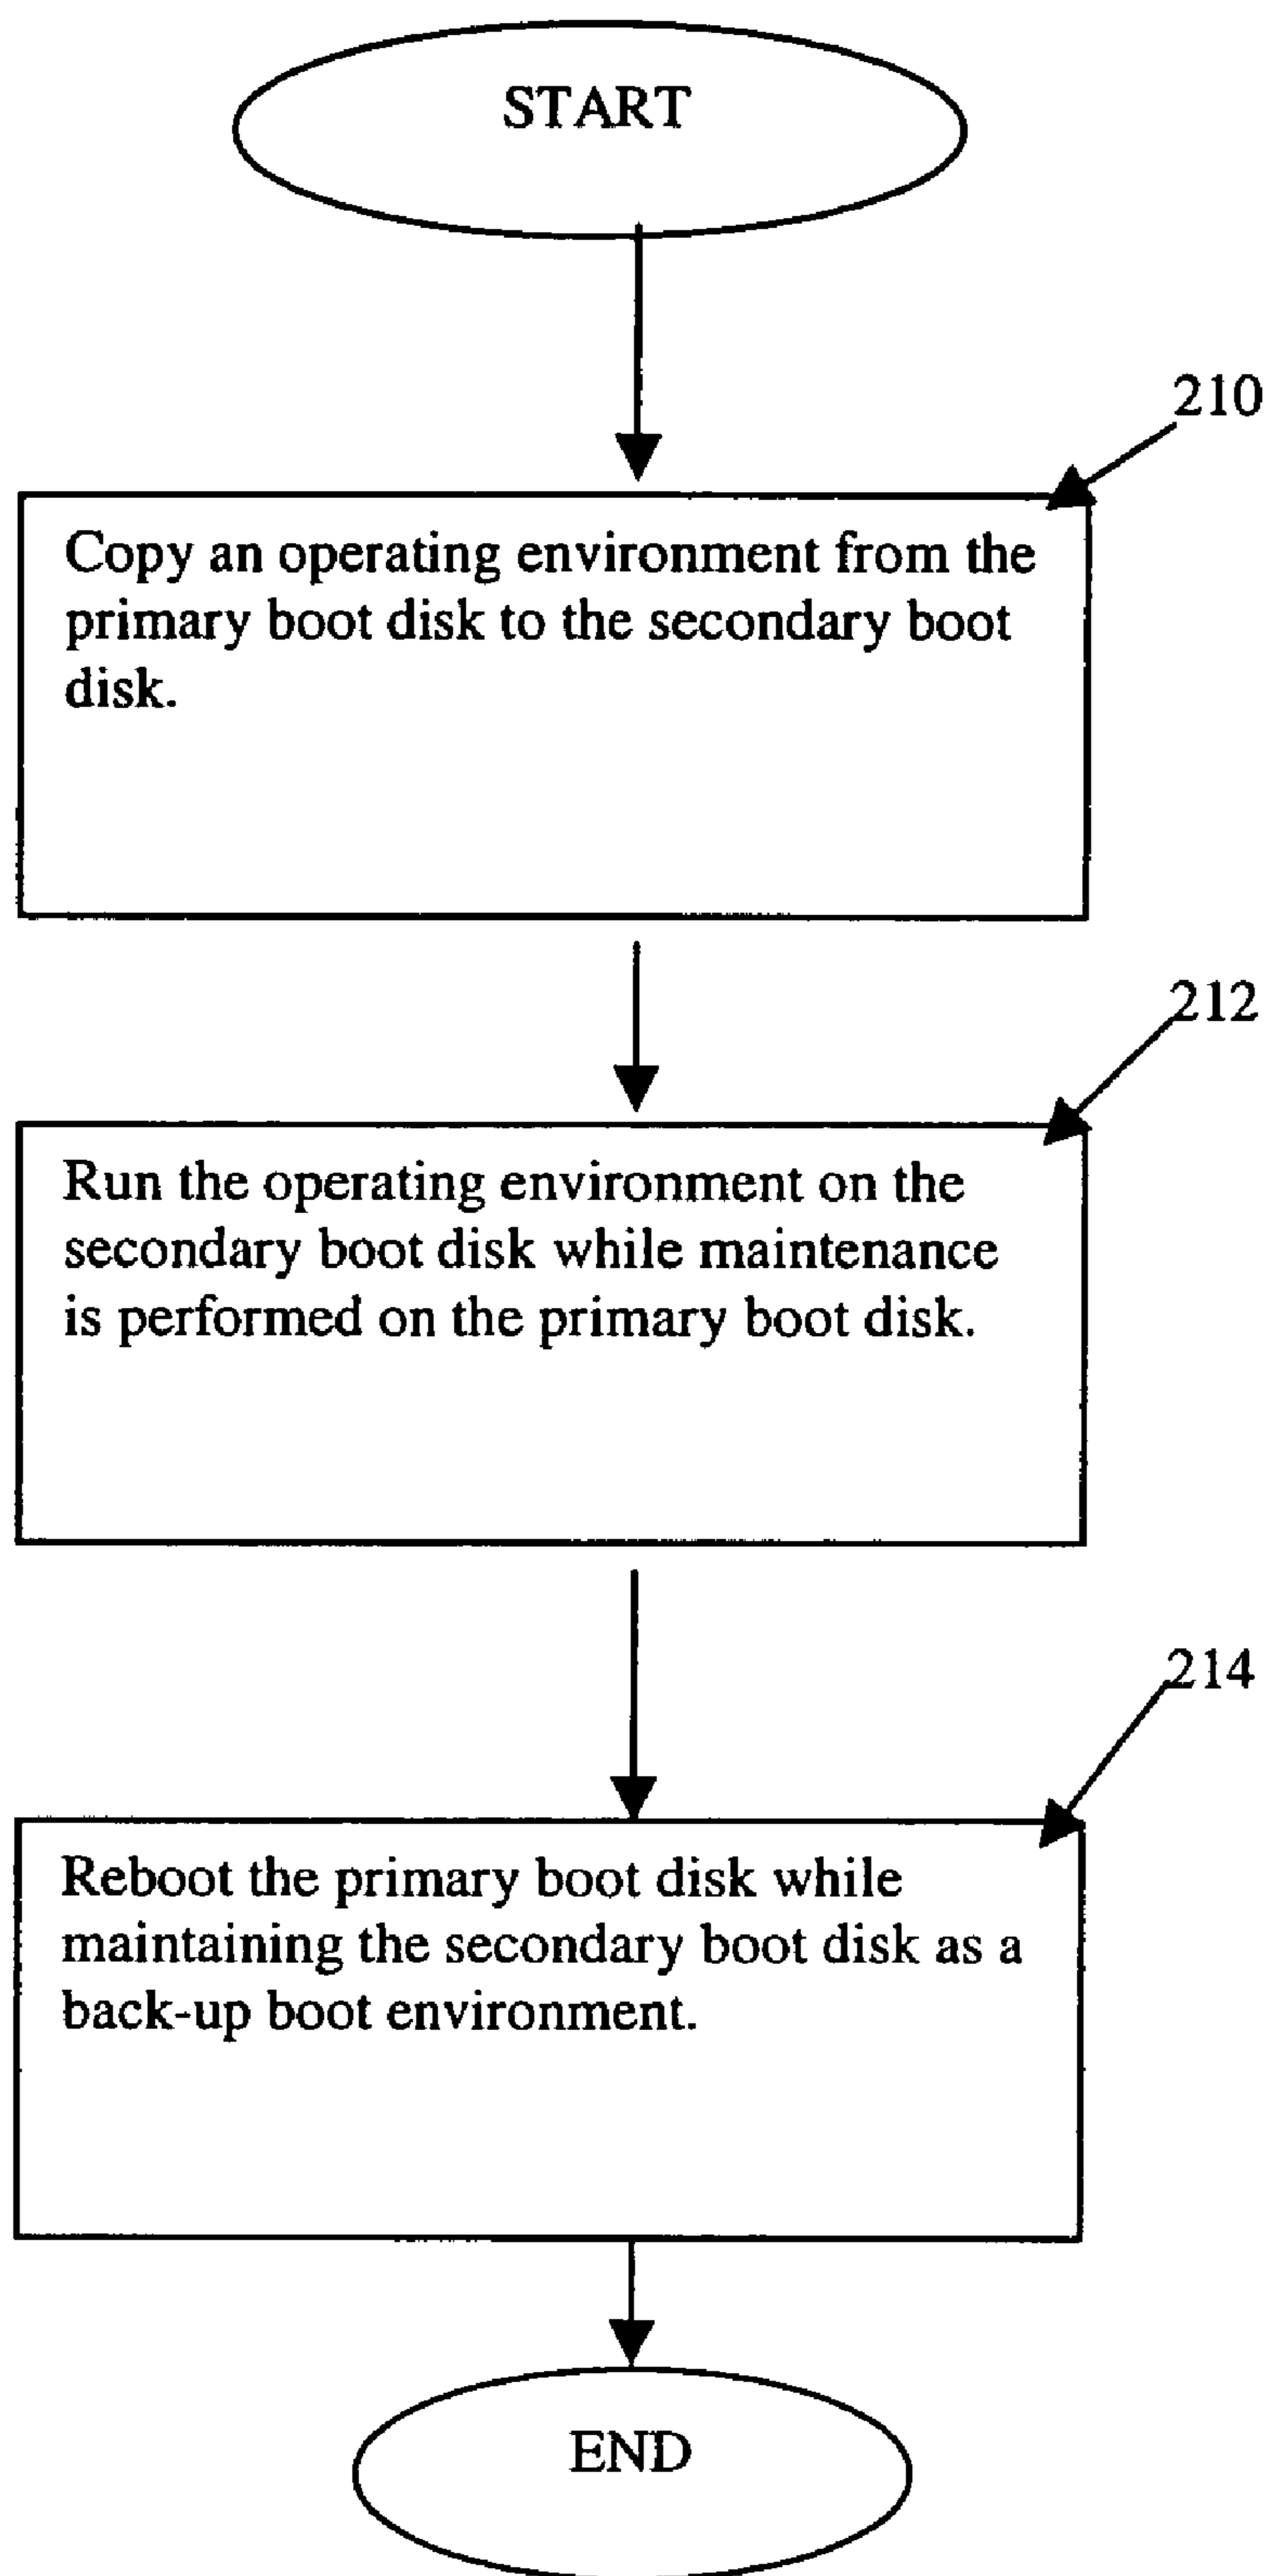 START
210
Copy an operating environment from the
primary boot disk to the secondary boot
disk.
212
Run the operating environment on the
secondary boot disk while maintenance
is performed on the primary boot disk.
214
Reboot the primary boot disk while
maintaining the secondary boot disk as a
back-up boot environment.
END